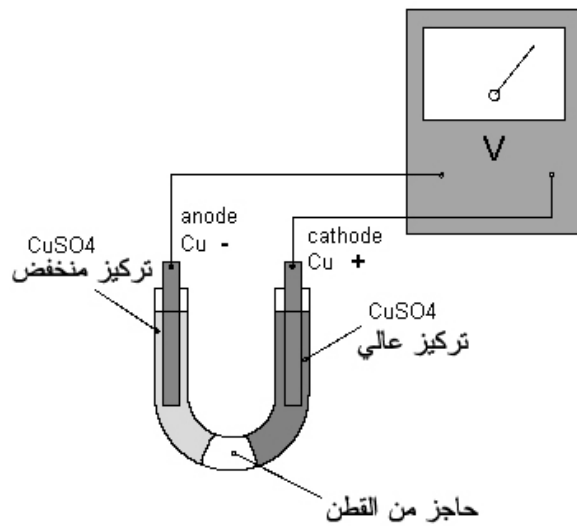 V
anode
Cu -
cathode
Cu +
CuSO4
تركيز منخفض
CuSO4
تركيز عالي
حاجز من القطن